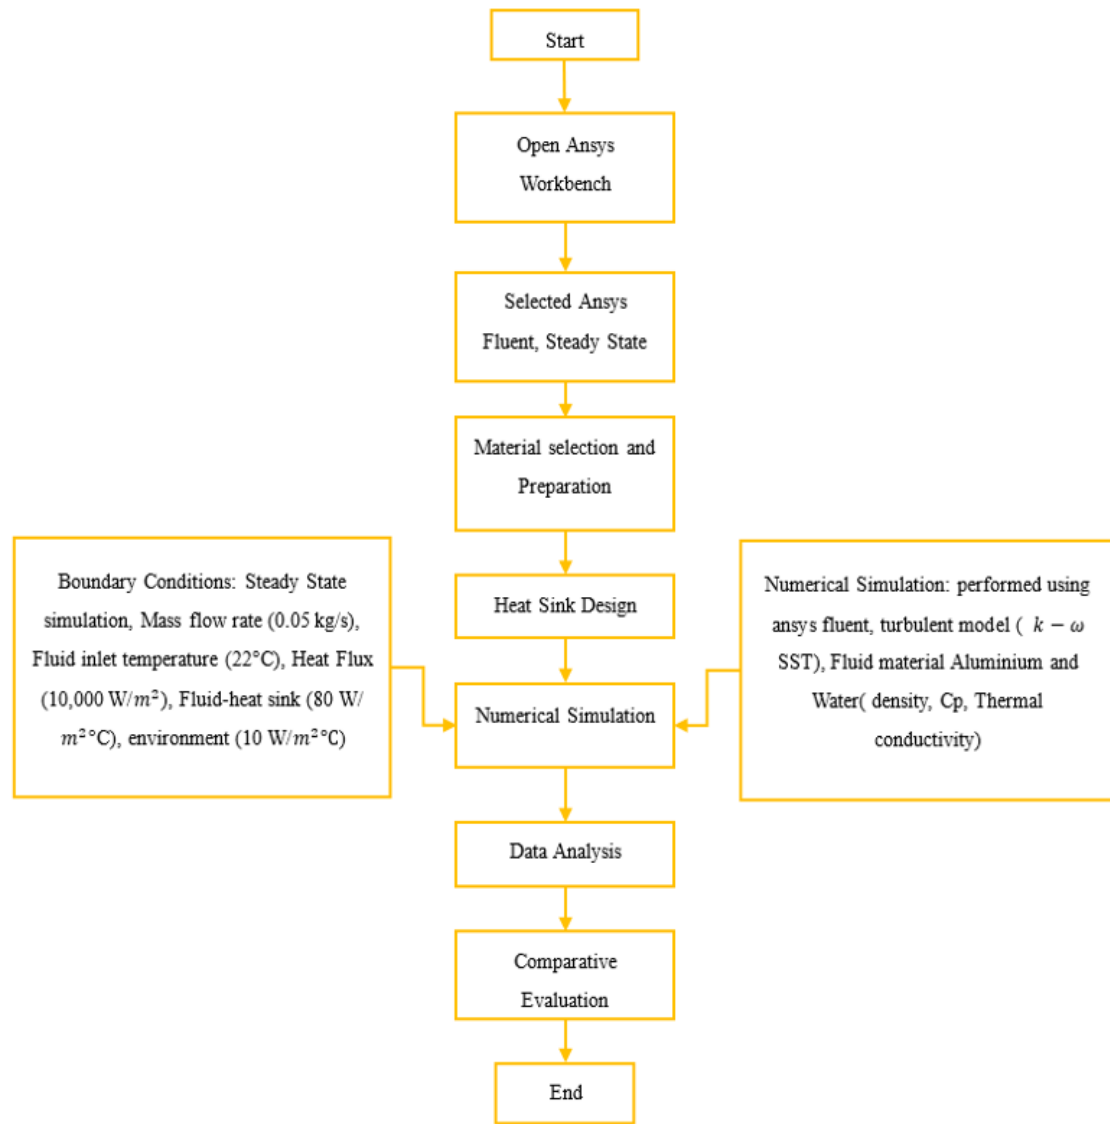 Start
Open Ansys
Workbench
Selected Ansys
Fluent, Steady State
Material selection and
Preparation
Heat Sink Design
Boundary Conditions: Steady State
simulation, Mass flow rate (0.05 kg/s),
Fluid inlet temperature (22°C), Heat Flux
(10,000 W/m²), Fluid-heat sink (80 W/
m²°C), environment (10 W/m²°C)
Numerical Simulation
Numerical Simulation: performed using
ansys fluent, turbulent model ( k − ω
SST), Fluid material Aluminium and
Water( density, Cp, Thermal
conductivity)
Data Analysis
Comparative
Evaluation
End